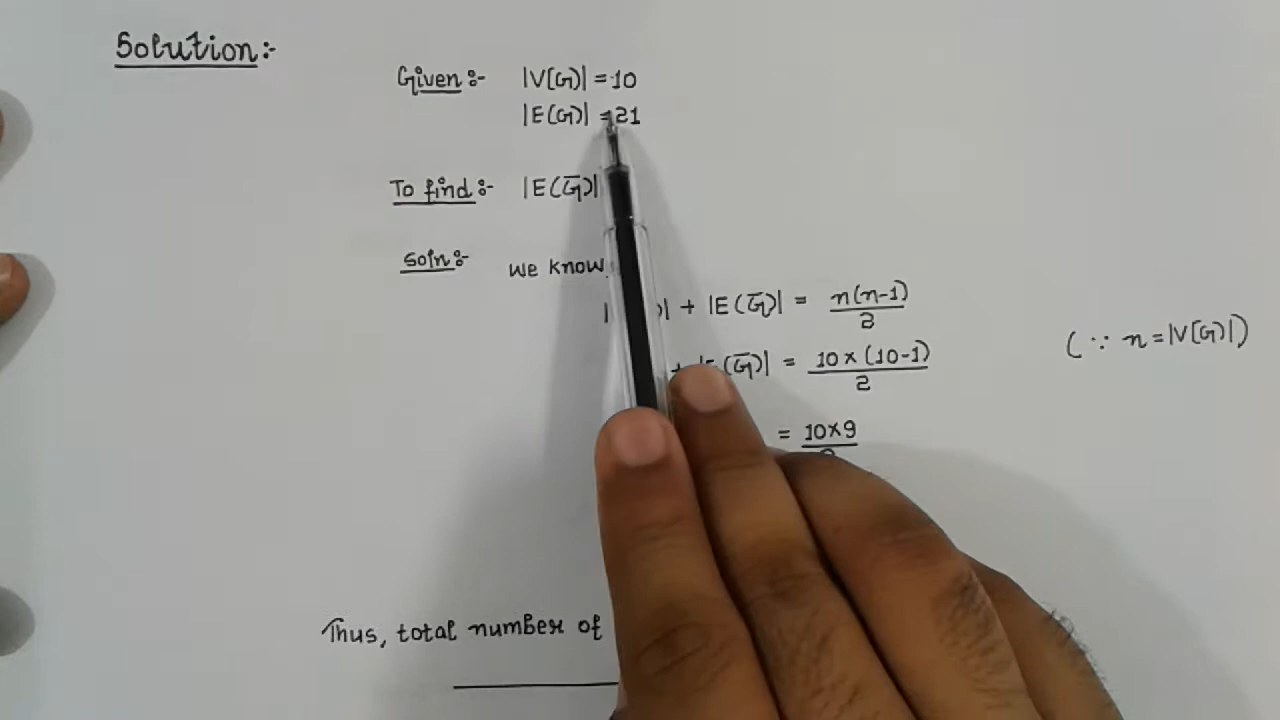 Solution:-
Given:- |V(G)| = 10
|E(G)| = 21
To find:- |E(G̅)|
Soln:- we know
| )| + |E(G̅)| = n(n-1)/2
(∵ n = |V(G)|)
+ |E(G̅)| = 10×(10-1)/2
= 10×9
Thus, total number of